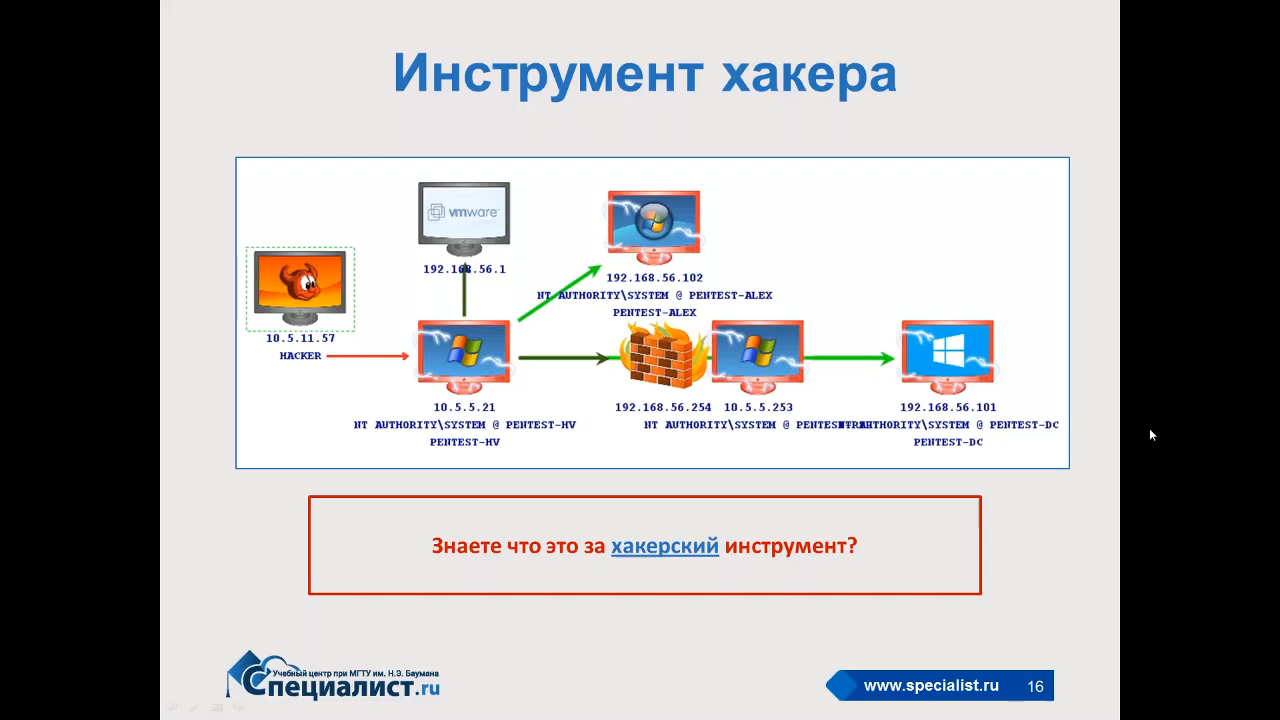 Инструмент хакера
vmware
192.168.56.1
192.168.56.102
NT AUTHORITY\SYSTEM @ PENTEST-ALEX
PENTEST-ALEX
10.5.11.57
HACKER
10.5.5.21
NT AUTHORITY\SYSTEM @ PENTEST-HV
PENTEST-HV
192.168.56.254
10.5.5.253
NT AUTHORITY\SYSTEM @
192.168.56.101
AUTHORITY\SYSTEM @ PENTEST-DC
PENTEST-DC
Знаете что это за хакерский инструмент?
Учебный центр при МГТУ им. Н.Э. Баумана
Специалист.ru
www.specialist.ru
16